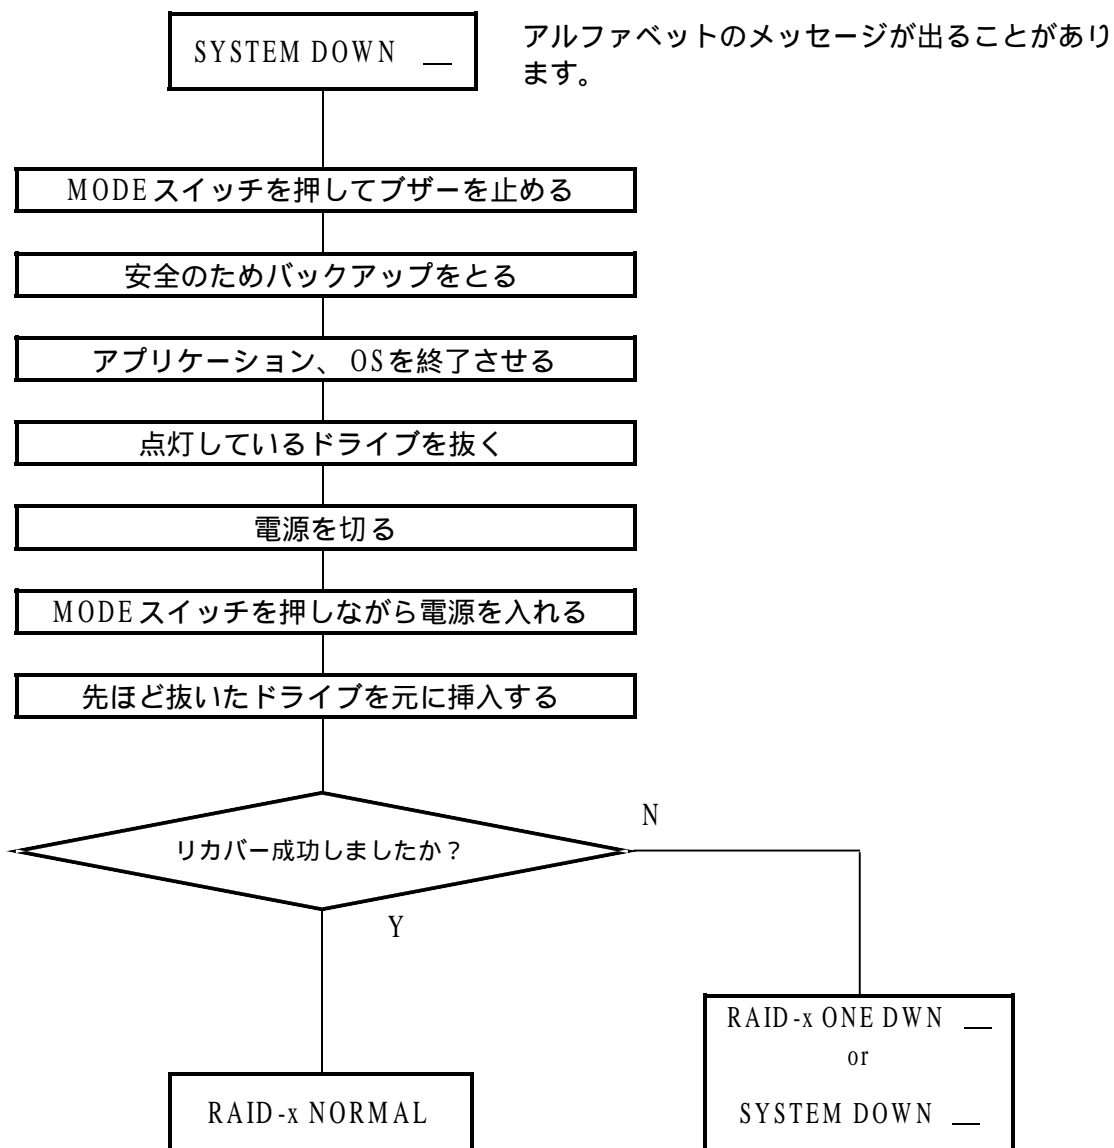 SYSTEM DOWN __
アルファベットのメッセージが出ることがあり
ます。
MODEスイッチを押してブザーを止める
安全のためバックアップをとる
アプリケーション、OSを終了させる
点灯しているドライブを抜く
電源を切る
MODEスイッチを押しながら電源を入れる
先ほど抜いたドライブを元に挿入する
リカバー成功しましたか？
N
Y
RAID-x ONE DWN __
or
SYSTEM DOWN __
RAID-x NORMAL